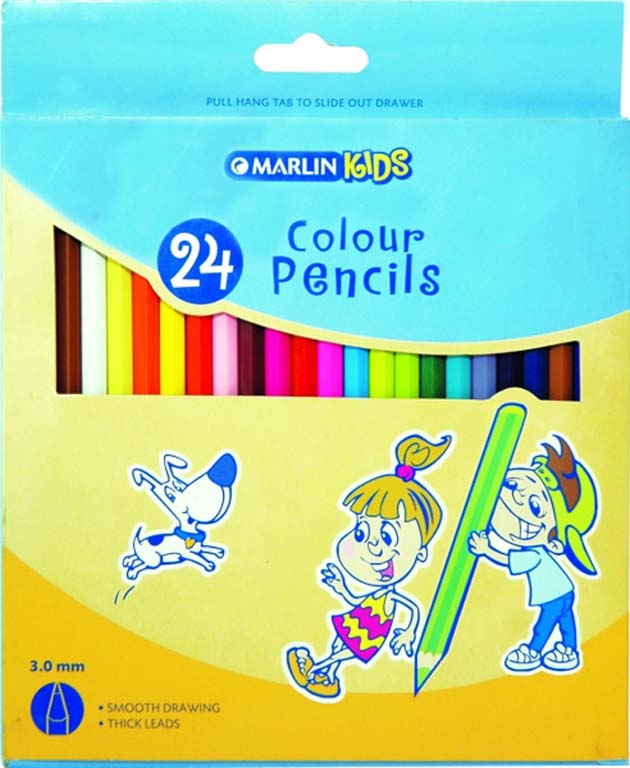 PULL HANG TAB TO SLIDE OUT DRAWER
MARLIN KIDS
24
Colour
Pencils
3.0 mm
• SMOOTH DRAWING
• THICK LEADS